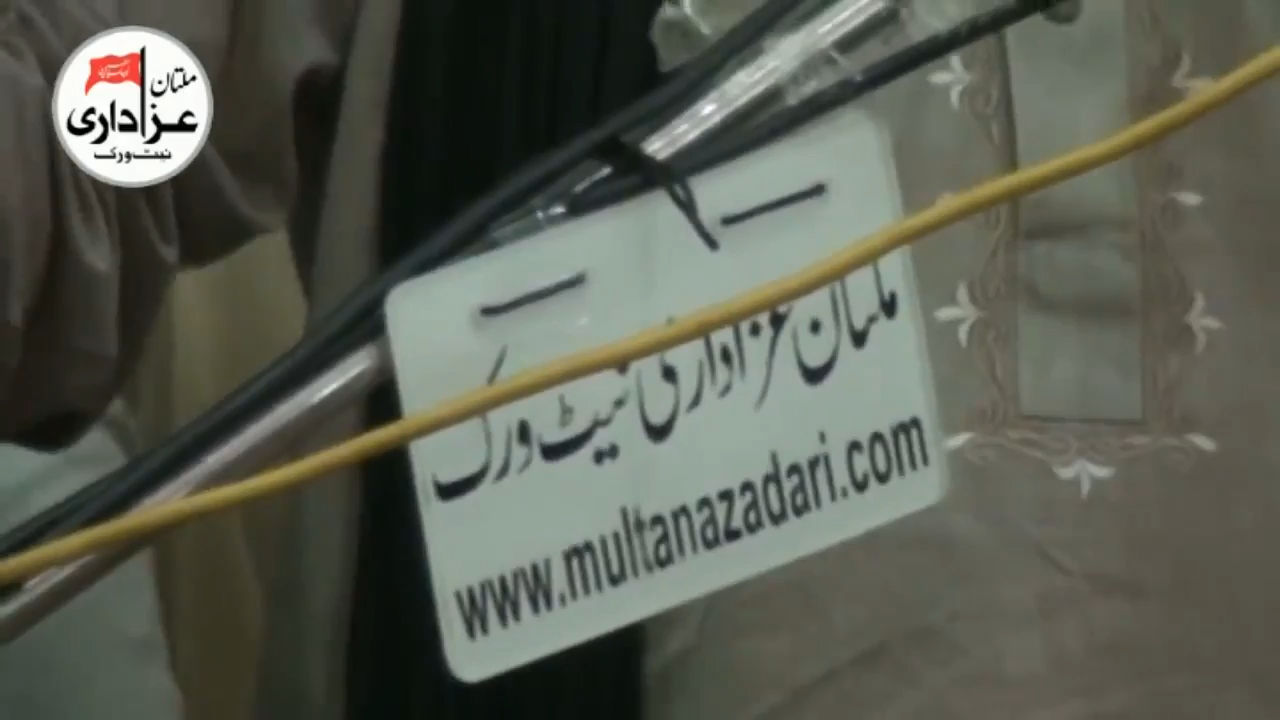 ملتان
عزاداری
نیٹ ورک
ملتان عزاداری نیٹ ورک
www.multanazadari.com